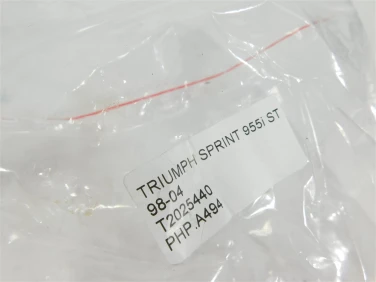 TRIUMPH SPRINT 955i ST
98-04
T2025440
PHP.A494